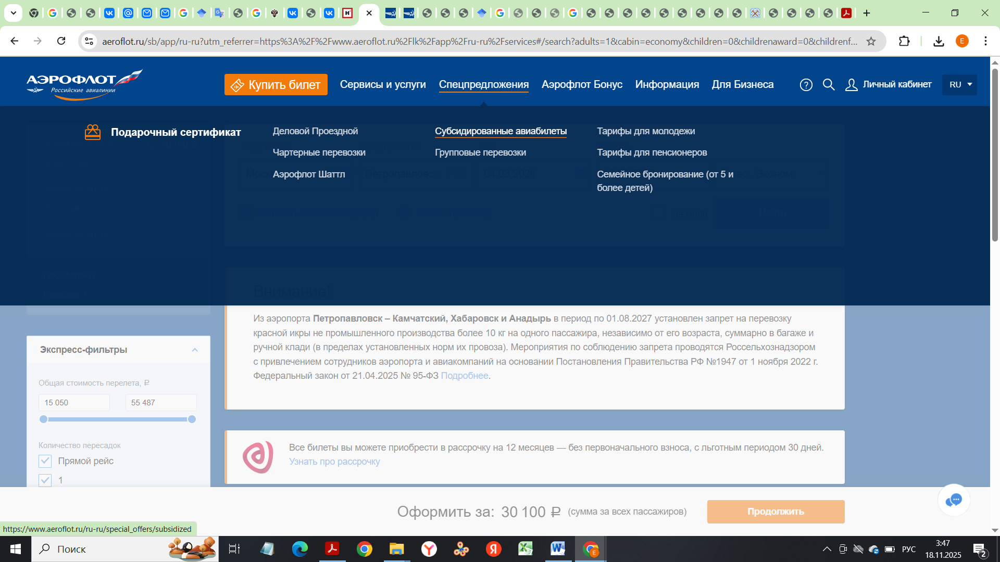 aeroflot.ru/sb/app/ru-ru?utm_referrer=https%3A%2F%2Fwww.aeroflot.ru%2Flk%2Fapp%2Fru-ru%2Fservices#/search?adults=1&cabin=economy&children=0&childrenaward=0&childrenf...
E
АЭРОФЛОТ
Российские авиалинии
Купить билет
Сервисы и услуги
Спецпредложения
Аэрофлот Бонус
Информация
Для Бизнеса
Личный кабинет
RU
Подарочный сертификат
Деловой Проездной
Чартерные перевозки
Аэрофлот Шаттл
Субсидированные авиабилеты
Групповые перевозки
Тарифы для молодежи
Тарифы для пенсионеров
Семейное бронирование (от 5 и
более детей)
Внимание!
Из аэропорта Петропавловск – Камчатский, Хабаровск и Анадырь в период по 01.08.2027 установлен запрет на перевозку
красной икры не промышленного производства более 10 кг на одного пассажира, независимо от его возраста, суммарно в багаже и
ручной клади (в пределах установленных норм их провоза). Мероприятия по соблюдению запрета проводятся Россельхознадзором
с привлечением сотрудников аэропорта и авиакомпаний на основании Постановления Правительства РФ №1947 от 1 ноября 2022 г.
Федеральный закон от 21.04.2025 № 95-ФЗ Подробнее.
Экспресс-фильтры
Общая стоимость перелета, ₽
15 050
55 487
Количество пересадок
Прямой рейс
1
Все билеты вы можете приобрести в рассрочку на 12 месяцев — без первоначального взноса, с льготным периодом 30 дней.
Узнать про рассрочку
Оформить за: 30 100 ₽ (сумма за всех пассажиров)
Продолжить
https://www.aeroflot.ru/ru-ru/special_offers/subsidized
Поиск
РУС
3:47
18.11.2025
2